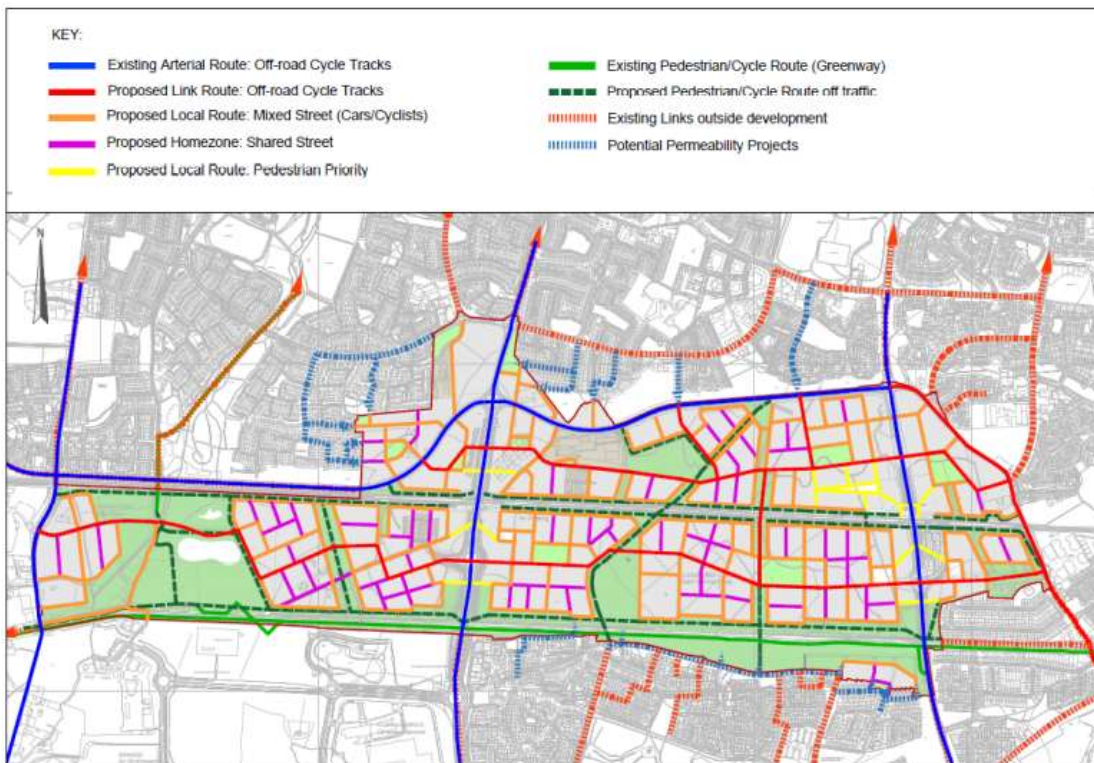 KEY:
Existing Arterial Route: Off-road Cycle Tracks
Proposed Link Route: Off-road Cycle Tracks
Proposed Local Route: Mixed Street (Cars/Cyclists)
Proposed Homezone: Shared Street
Proposed Local Route: Pedestrian Priority
Existing Pedestrian/Cycle Route (Greenway)
Proposed Pedestrian/Cycle Route off traffic
Existing Links outside development
Potential Permeability Projects
N